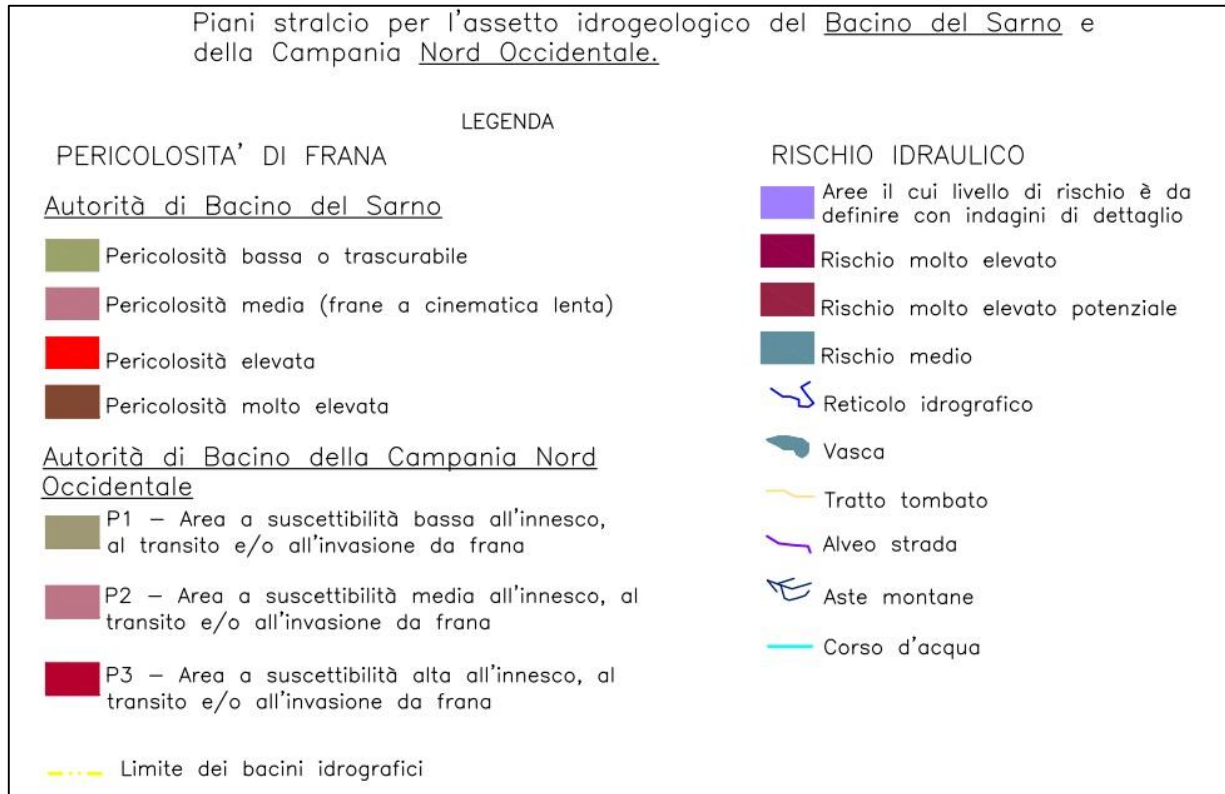 Piani stralcio per l'assetto idrogeologico del Bacino del Sarno e
della Campania Nord Occidentale.
LEGENDA
PERICOLOSITA' DI FRANA
Autorità di Bacino del Sarno
Pericolosità bassa o trascurabile
Pericolosità media (frane a cinematica lenta)
Pericolosità elevata
Pericolosità molto elevata
Autorità di Bacino della Campania Nord
Occidentale
P1 – Area a suscettibilità bassa all'innesco,
al transito e/o all'invasione da frana
P2 – Area a suscettibilità media all'innesco, al
transito e/o all'invasione da frana
P3 – Area a suscettibilità alta all'innesco, al
transito e/o all'invasione da frana
Limite dei bacini idrografici
RISCHIO IDRAULICO
Aree il cui livello di rischio è da
definire con indagini di dettaglio
Rischio molto elevato
Rischio molto elevato potenziale
Rischio medio
Reticolo idrografico
Vasca
Tratto tombato
Alveo strada
Aste montane
Corso d'acqua